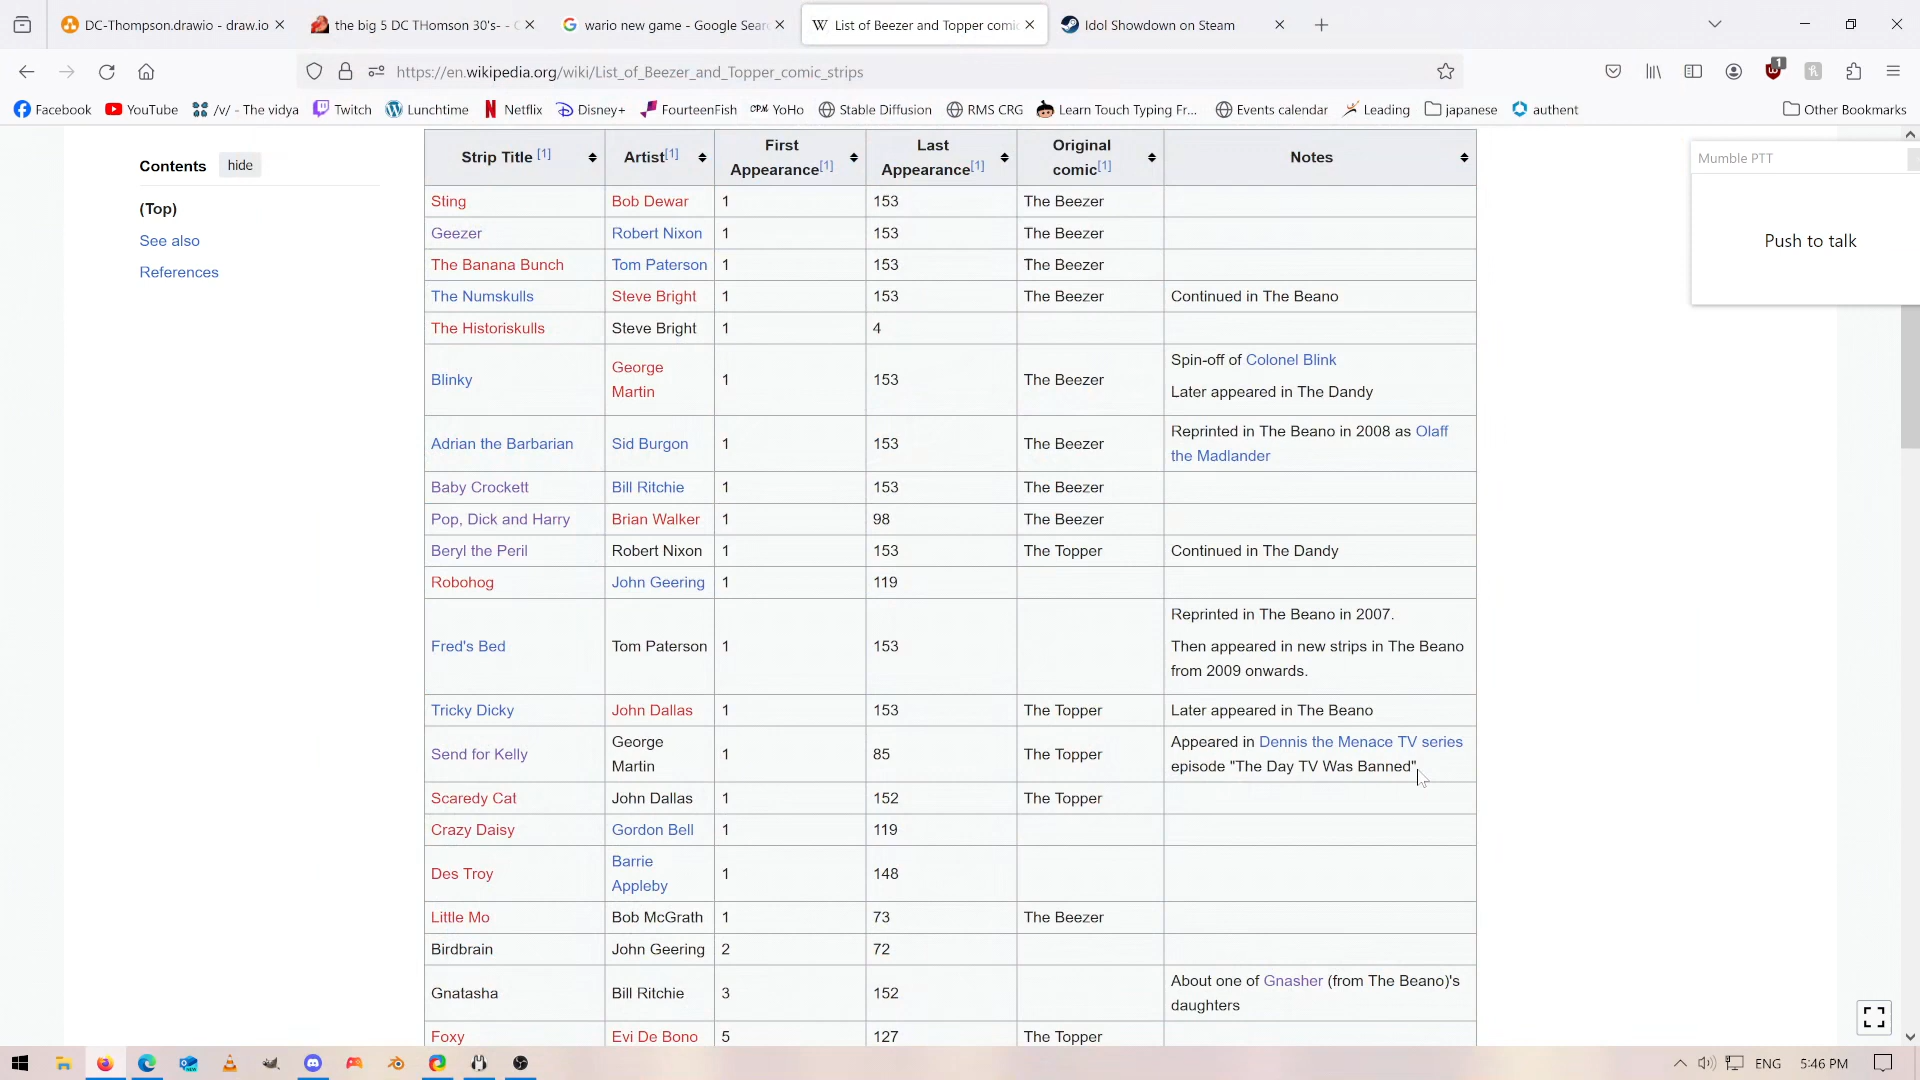 DC-Thompson.drawio - draw.io
the big 5 DC THomson 30's- - C
wario new game - Google Sear
List of Beezer and Topper comic
Idol Showdown on Steam
https://en.wikipedia.org/wiki/List_of_Beezer_and_Topper_comic_strips
1
Facebook YouTube /v/ - The vidya Twitch Lunchtime Netflix Disney+ FourteenFish YoHo Stable Diffusion RMS CRG Learn Touch Typing Fr... Events calendar Leading japanese authent Other Bookmarks
Contents hide
(Top)
See also
References
Mumble PTT
Push to talk
Strip Title [1] Artist[1] First Appearance[1] Last Appearance[1] Original comic[1] Notes
Sting Bob Dewar 1 153 The Beezer
Geezer Robert Nixon 1 153 The Beezer
The Banana Bunch Tom Paterson 1 153 The Beezer
The Numskulls Steve Bright 1 153 The Beezer Continued in The Beano
The Historiskulls Steve Bright 1 4
Blinky George Martin 1 153 The Beezer Spin-off of Colonel Blink
Later appeared in The Dandy
Adrian the Barbarian Sid Burgon 1 153 The Beezer Reprinted in The Beano in 2008 as Olaff
the Madlander
Baby Crockett Bill Ritchie 1 153 The Beezer
Pop, Dick and Harry Brian Walker 1 98 The Beezer
Beryl the Peril Robert Nixon 1 153 The Topper Continued in The Dandy
Robohog John Geering 1 119
Fred's Bed Tom Paterson 1 153 Reprinted in The Beano in 2007.
Then appeared in new strips in The Beano
from 2009 onwards.
Tricky Dicky John Dallas 1 153 The Topper Later appeared in The Beano
Send for Kelly George Martin 1 85 The Topper Appeared in Dennis the Menace TV series
episode "The Day TV Was Banned".
Scaredy Cat John Dallas 1 152 The Topper
Crazy Daisy Gordon Bell 1 119
Des Troy Barrie Appleby 1 148
Little Mo Bob McGrath 1 73 The Beezer
Birdbrain John Geering 2 72
Gnatasha Bill Ritchie 3 152 About one of Gnasher (from The Beano)'s
daughters
Foxy Evi De Bono 5 127 The Topper
ENG 5:46 PM